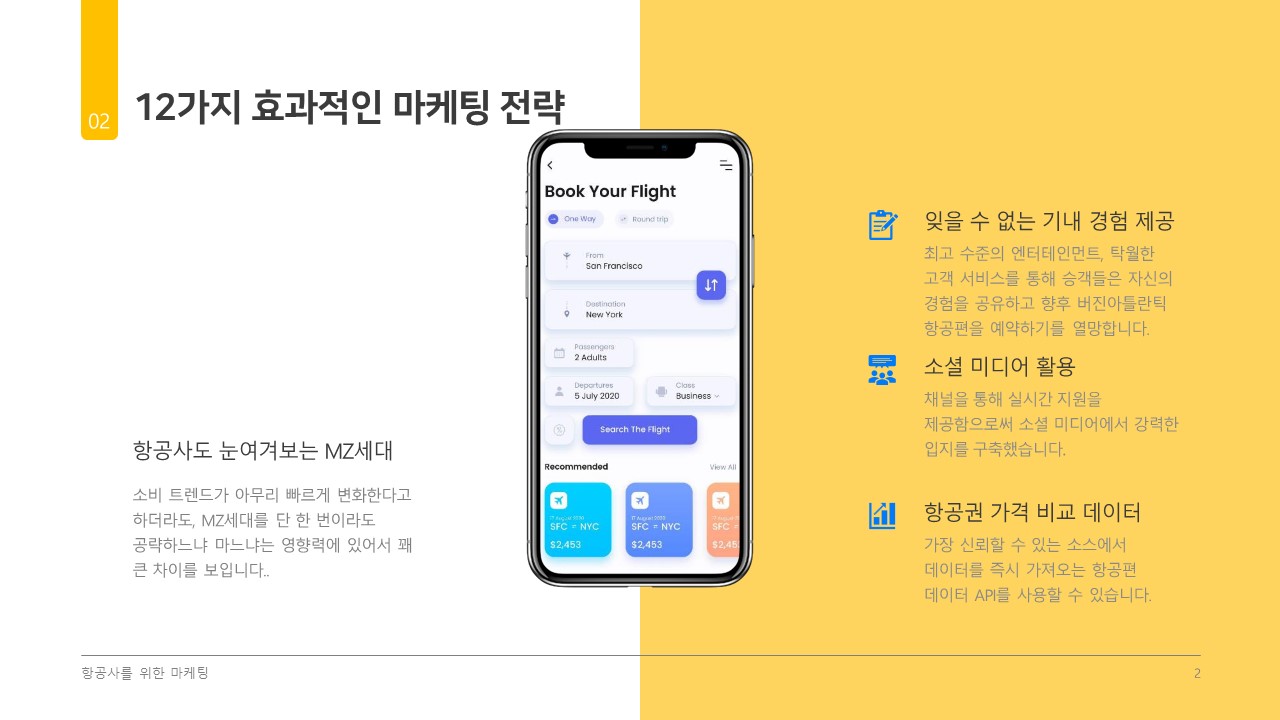 02
12가지 효과적인 마케팅 전략
항공사도 눈여겨보는 MZ세대
소비 트렌드가 아무리 빠르게 변화한다고
하더라도, MZ세대를 단 한 번이라도
공략하느냐 마느냐는 영향력에 있어서 꽤
큰 차이를 보입니다..
Book Your Flight
One Way
Round trip
From
San Francisco
Destination
New York
Passengers
2 Adults
Departures
5 July 2020
Class
Business
Search The Flight
Recommended
View All
SFC = NYC
$2,453
SFC = NYC
$2,453
SFC
$2,453
잊을 수 없는 기내 경험 제공
최고 수준의 엔터테인먼트, 탁월한
고객 서비스를 통해 승객들은 자신의
경험을 공유하고 향후 버진아틀란틱
항공편을 예약하기를 열망합니다.
소셜 미디어 활용
채널을 통해 실시간 지원을
제공함으로써 소셜 미디어에서 강력한
입지를 구축했습니다.
항공권 가격 비교 데이터
가장 신뢰할 수 있는 소스에서
데이터를 즉시 가져오는 항공편
데이터 API를 사용할 수 있습니다.
항공사를 위한 마케팅
2